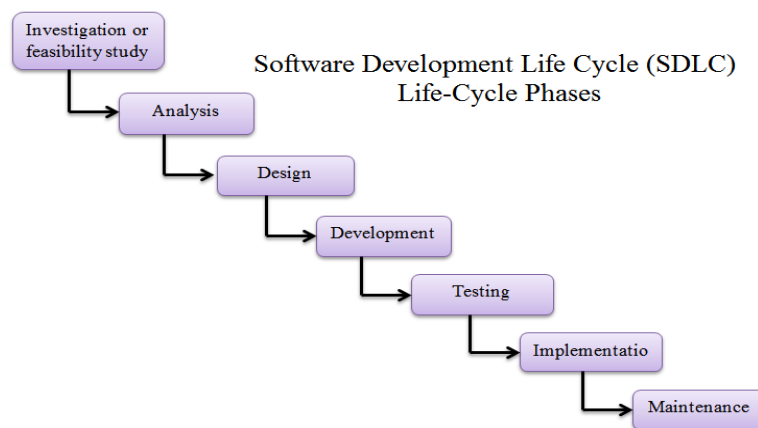 Investigation or
feasibility study
Software Development Life Cycle (SDLC)
Life-Cycle Phases
Analysis
Design
Development
Testing
Implementatio
Maintenance